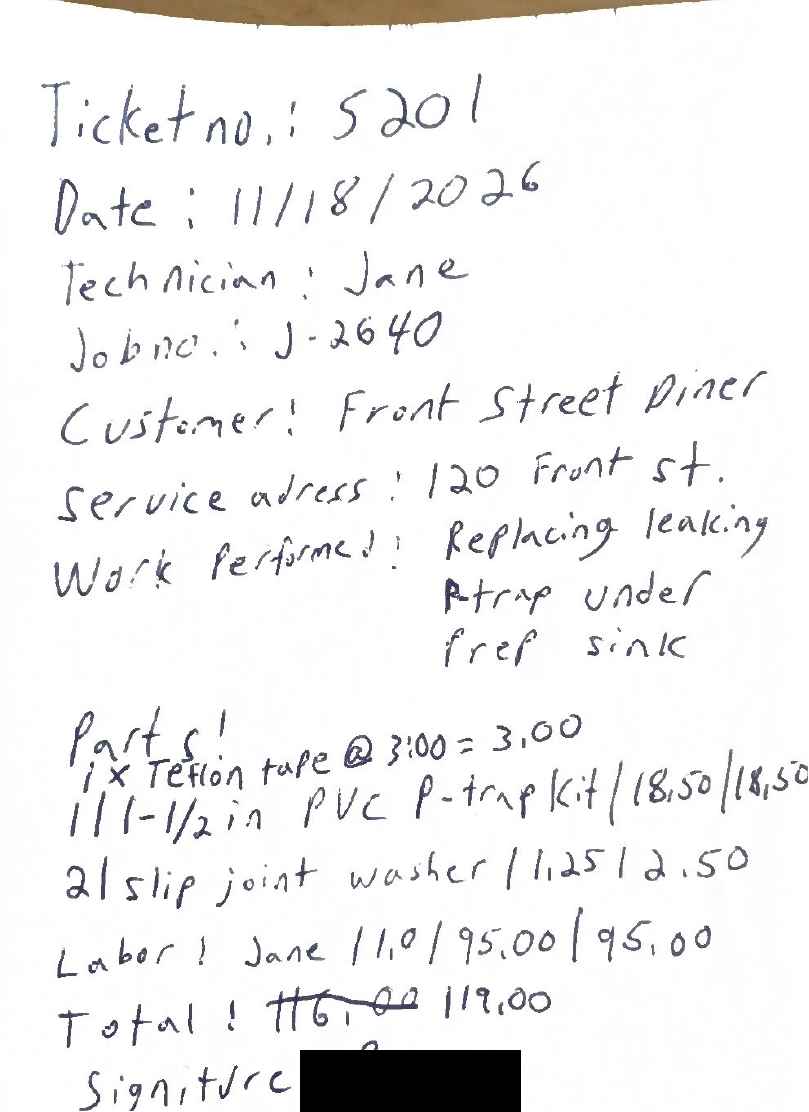 Ticket no.: 5201
Date: 11/18/2026
Technician: Jane
Job no.: J-2640
Customer: Front Street Diner
Service adress: 120 Front St.
Work Performed: Replacing leaking
P-trap under
Prep sink
Parts:
1 x Teflon tape @ 3:00 = 3.00
1 | 1-1/2 in PVC P-trap kit | 18.50 | 18.50
2 | slip joint washer | 1.25 | 2.50
Labor: Jane | 1.0 | 95.00 | 95.00
Total: 116.00 119.00
Signiture